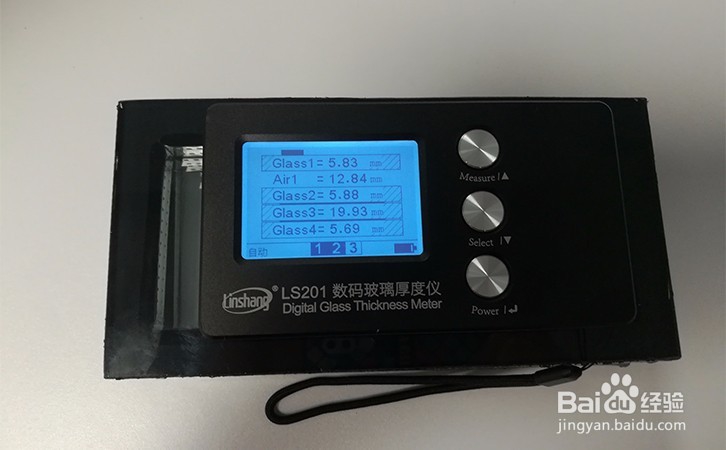 Glass1 = 5.83 mm
Air1 = 12.84 mm
Glass2 = 5.88 mm
Glass3 = 19.93 mm
Glass4 = 5.69 mm
自动 1 2 3
Measure/▲
Select /▼
Power /↵
Linshang® LS201 数码玻璃厚度仪
Digital Glass Thickness Meter
Bai du 经验
jingyan.baidu.com